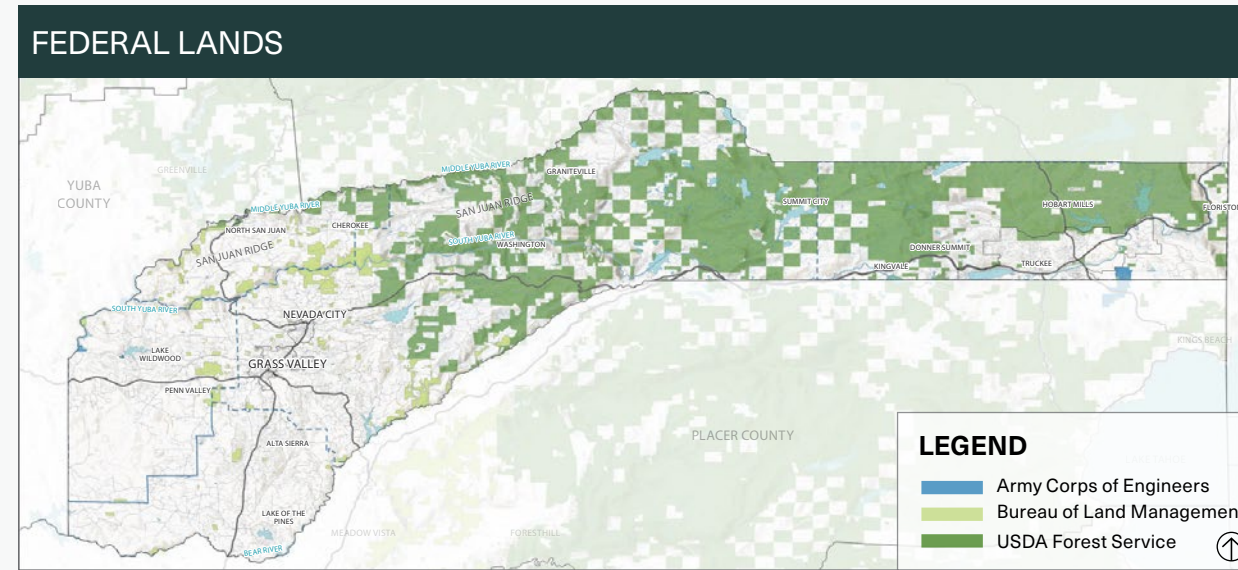 FEDERAL LANDS
GREENVILLE
YUBA
COUNTY
MIDDLE YUBA RIVER
GRANITEVILLE
MIDDLE YUBA RIVER
SAN JUAN RIDGE
SUMMIT CITY
HOBART MILLS
FLORISTON
NORTH SAN JUAN
CHEROKEE
SAN JUAN RIDGE
SOUTH YUBA RIVER
WASHINGTON
DONNER SUMMIT
KINGVALE
TRUCKEE
SOUTH YUBA RIVER
NEVADA CITY
LAKE
WILDWOOD
GRASS VALLEY
KINGS BEACH
PENN VALLEY
ALTA SIERRA
PLACER COUNTY
LAKE TAHOE
LAKE OF THE
PINES
MEADOW VISTA
FORESTHILL
BEAR RIVER
LEGEND
Army Corps of Engineers
Bureau of Land Managemen
USDA Forest Service